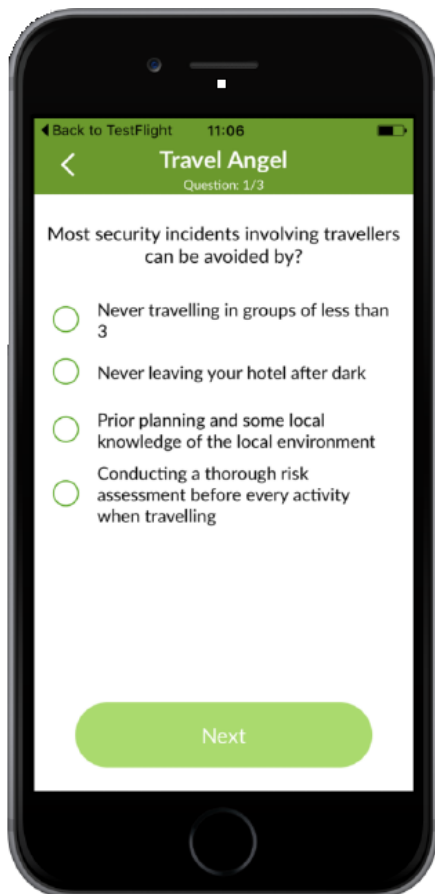 Back to TestFlight 11:06
Travel Angel
Question: 1/3
Most security incidents involving travellers
can be avoided by?
Never travelling in groups of less than
3
Never leaving your hotel after dark
Prior planning and some local
knowledge of the local environment
Conducting a thorough risk
assessment before every activity
when travelling
Next